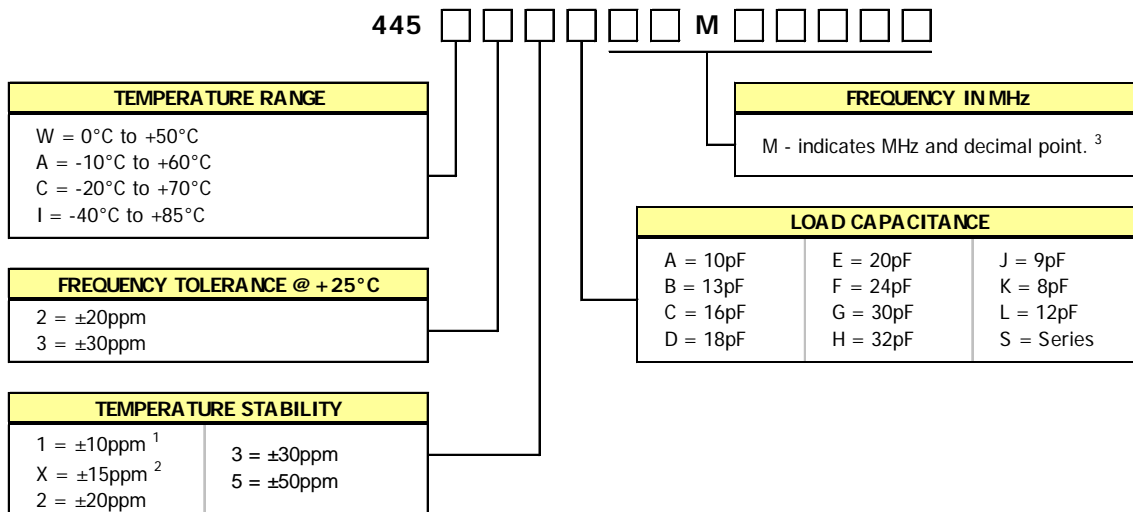 445 M
TEMPERATURE RANGE
W = 0°C to +50°C
A = -10°C to +60°C
C = -20°C to +70°C
I = -40°C to +85°C
FREQUENCY TOLERANCE @ +25°C
2 = ±20ppm
3 = ±30ppm
TEMPERATURE STABILITY
1 = ±10ppm 1
X = ±15ppm 2
2 = ±20ppm
3 = ±30ppm
5 = ±50ppm
FREQUENCY IN MHz
M - indicates MHz and decimal point. 3
LOAD CAPACITANCE
A = 10pF
B = 13pF
C = 16pF
D = 18pF
E = 20pF
F = 24pF
G = 30pF
H = 32pF
J = 9pF
K = 8pF
L = 12pF
S = Series